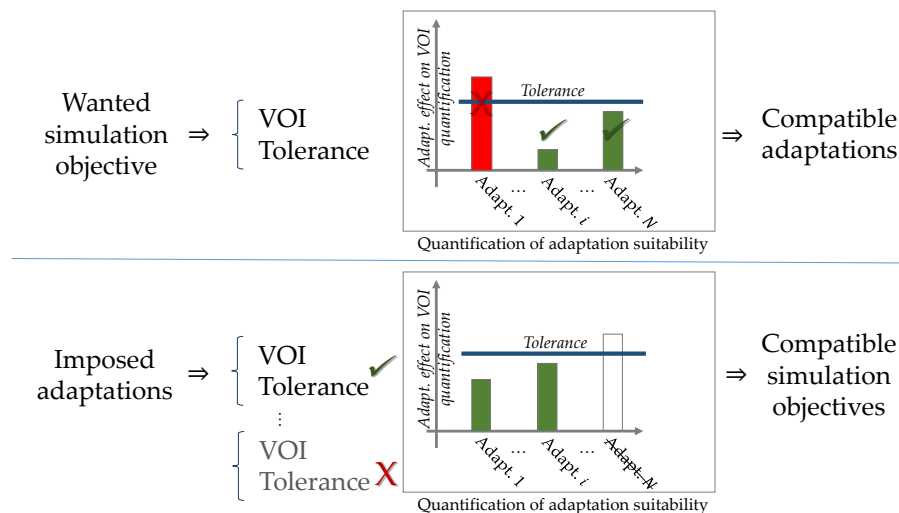 Wanted
simulation
objective
⇒
VOI
Tolerance
Adapt. effect on VOI
quantification
Tolerance
X
✓
✓
Adapt. 1
...
Adapt. i
...
Adapt. N
Quantification of adaptation suitability
⇒
Compatible
adaptations
Imposed
adaptations
⇒
VOI
Tolerance ✓
⋮
VOI
Tolerance X
Adapt. effect on VOI
quantification
Tolerance
Adapt. 1
...
Adapt. i
...
Adapt. N
Quantification of adaptation suitability
⇒
Compatible
simulation
objectives